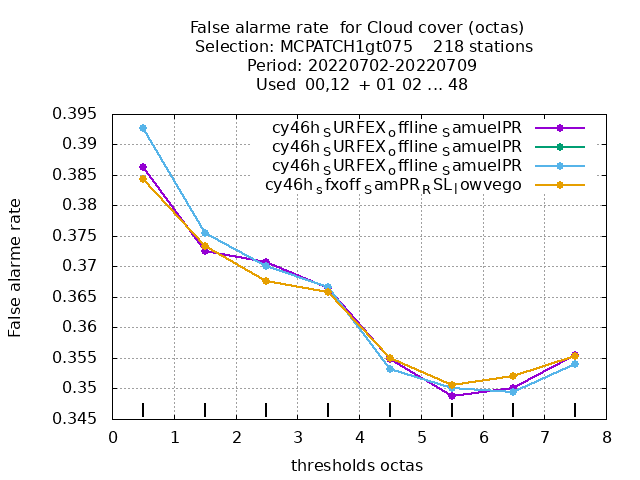 False alarme rate for Cloud cover (octas)
Selection: MCPATCH1gt075 218 stations
Period: 20220702-20220709
Used 00,12 + 01 02 ... 48
cy46h_SURFEX_offline_SamuelPR
cy46h_SURFEX_offline_SamuelPR
cy46h_SURFEX_offline_SamuelPR
cy46h_sfxoff_SamPR_RSL_lowvego
False alarme rate
0.395
0.39
0.385
0.38
0.375
0.37
0.365
0.36
0.355
0.35
0.345
0 1 2 3 4 5 6 7 8
thresholds octas